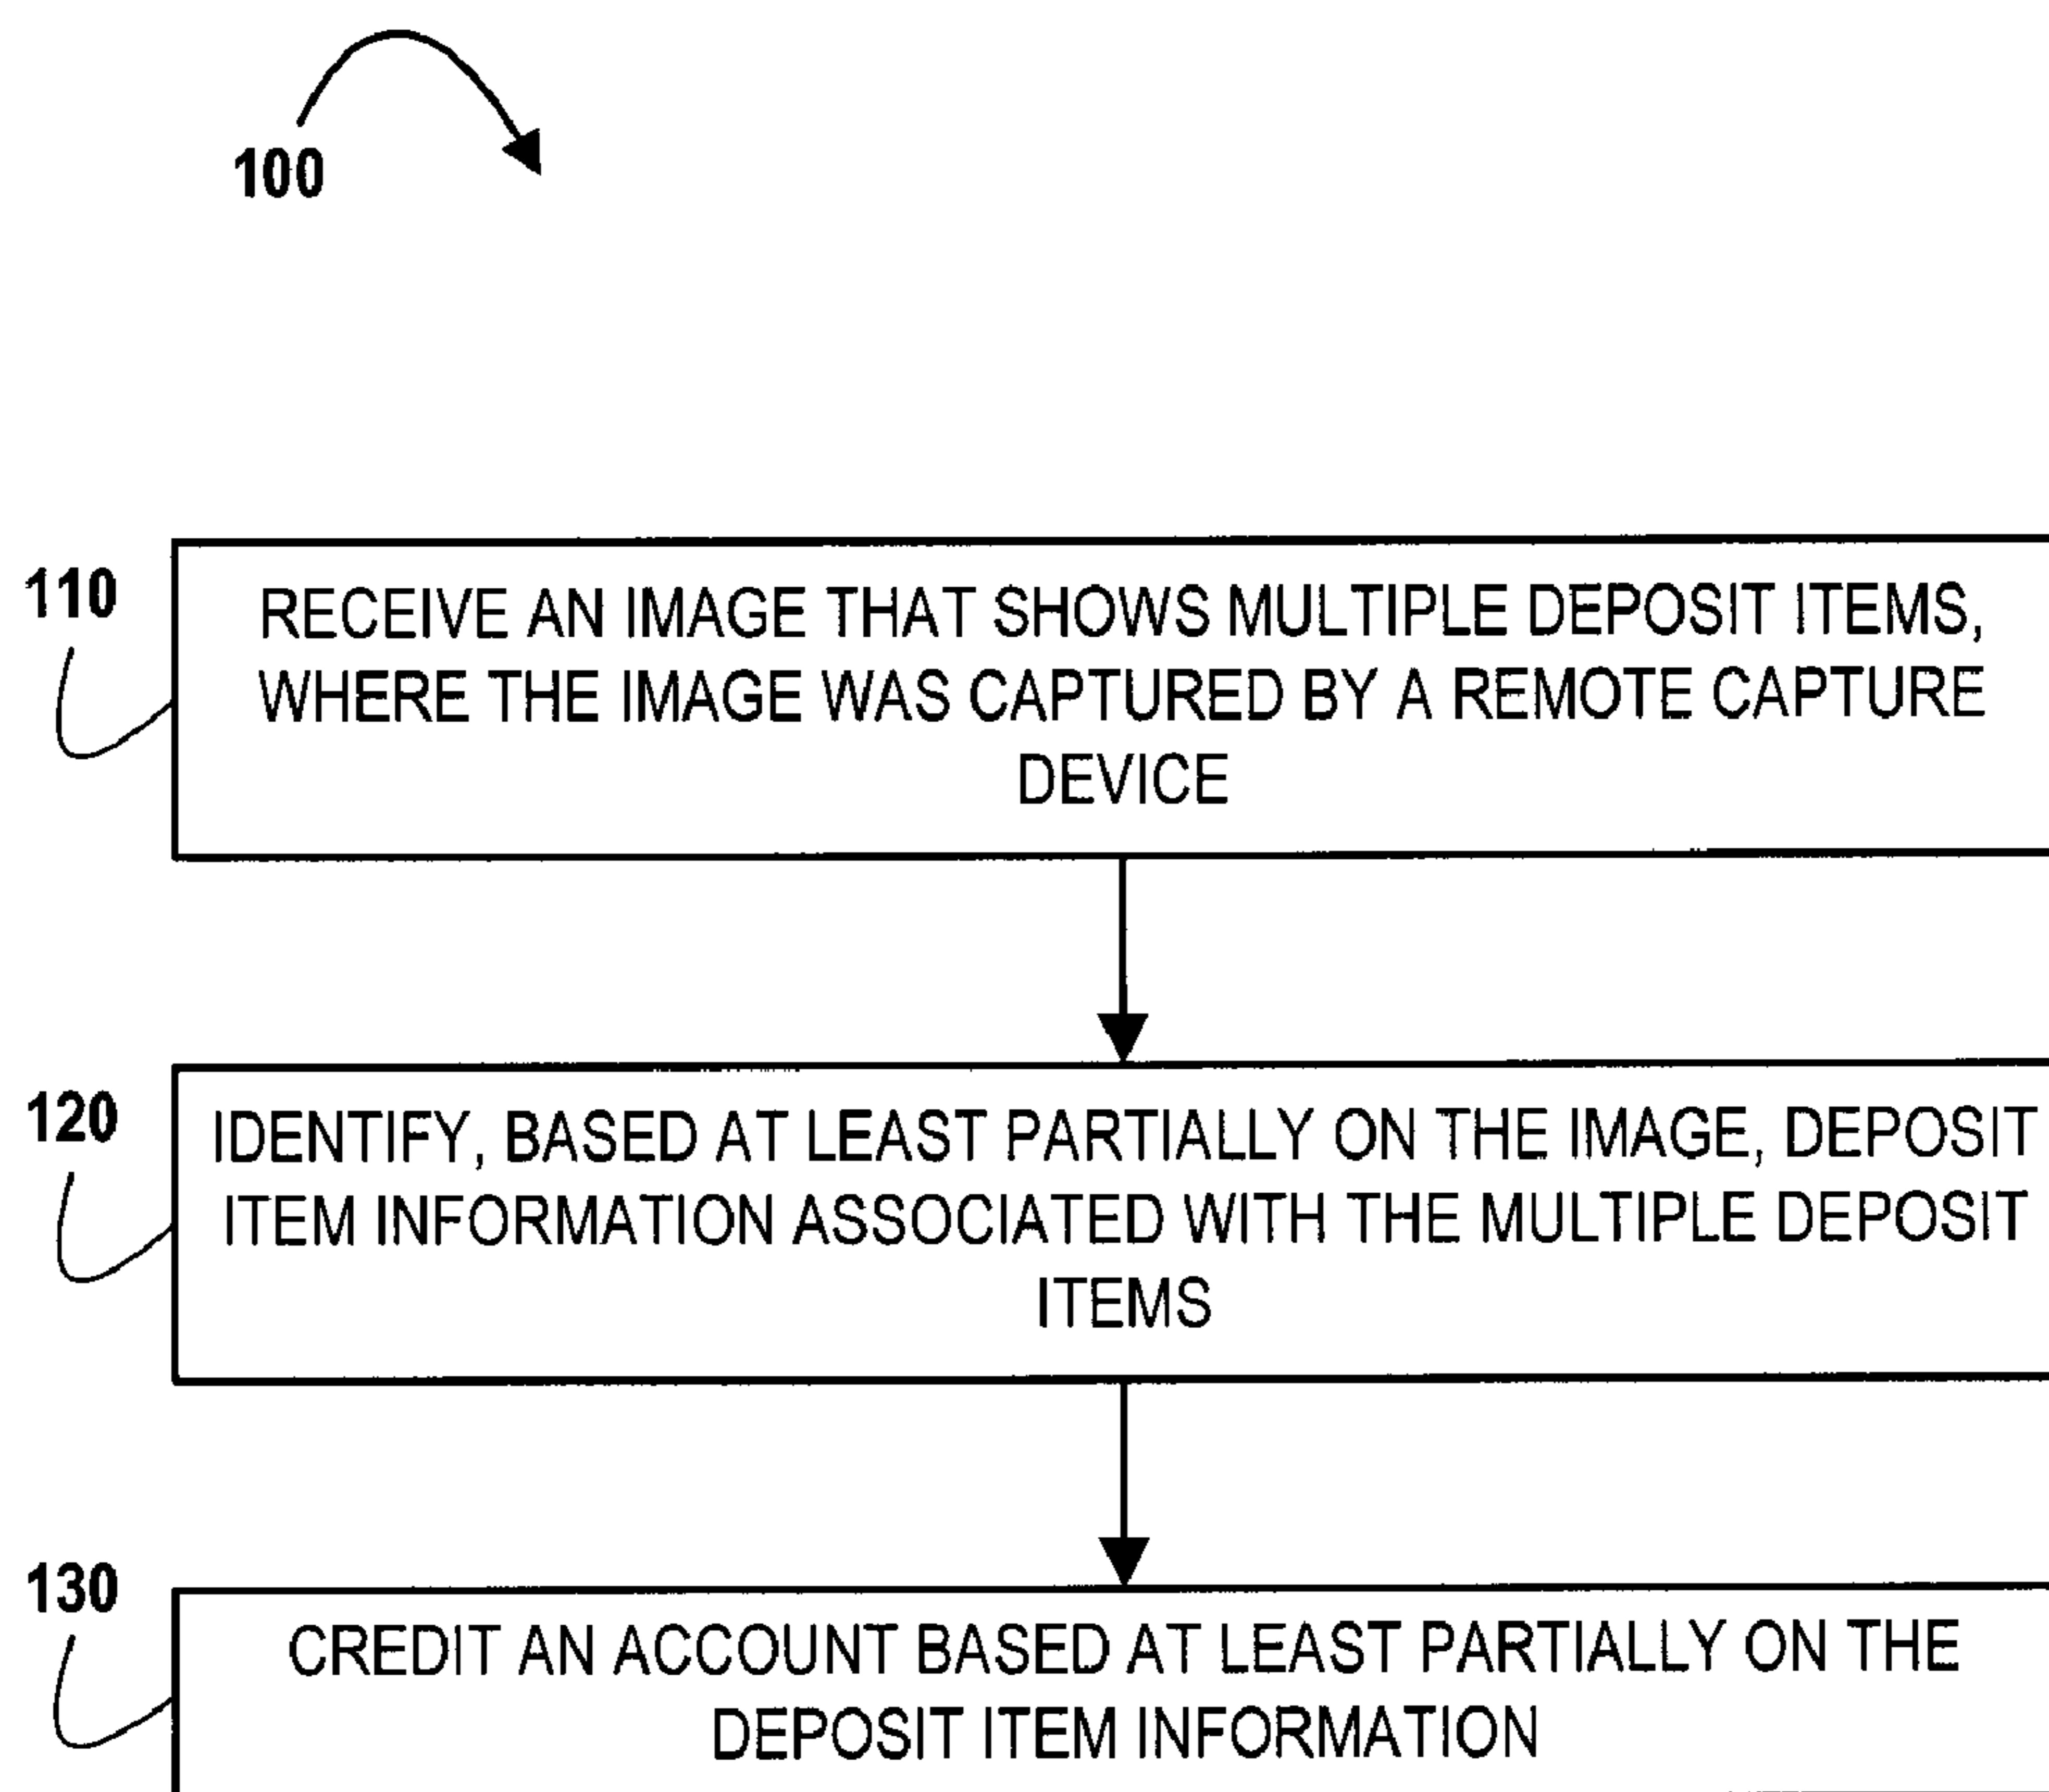 100
110
RECEIVE AN IMAGE THAT SHOWS MULTIPLE DEPOSIT ITEMS,
WHERE THE IMAGE WAS CAPTURED BY A REMOTE CAPTURE
DEVICE
120
IDENTIFY, BASED AT LEAST PARTIALLY ON THE IMAGE, DEPOSIT
ITEM INFORMATION ASSOCIATED WITH THE MULTIPLE DEPOSIT
ITEMS
130
CREDIT AN ACCOUNT BASED AT LEAST PARTIALLY ON THE
DEPOSIT ITEM INFORMATION